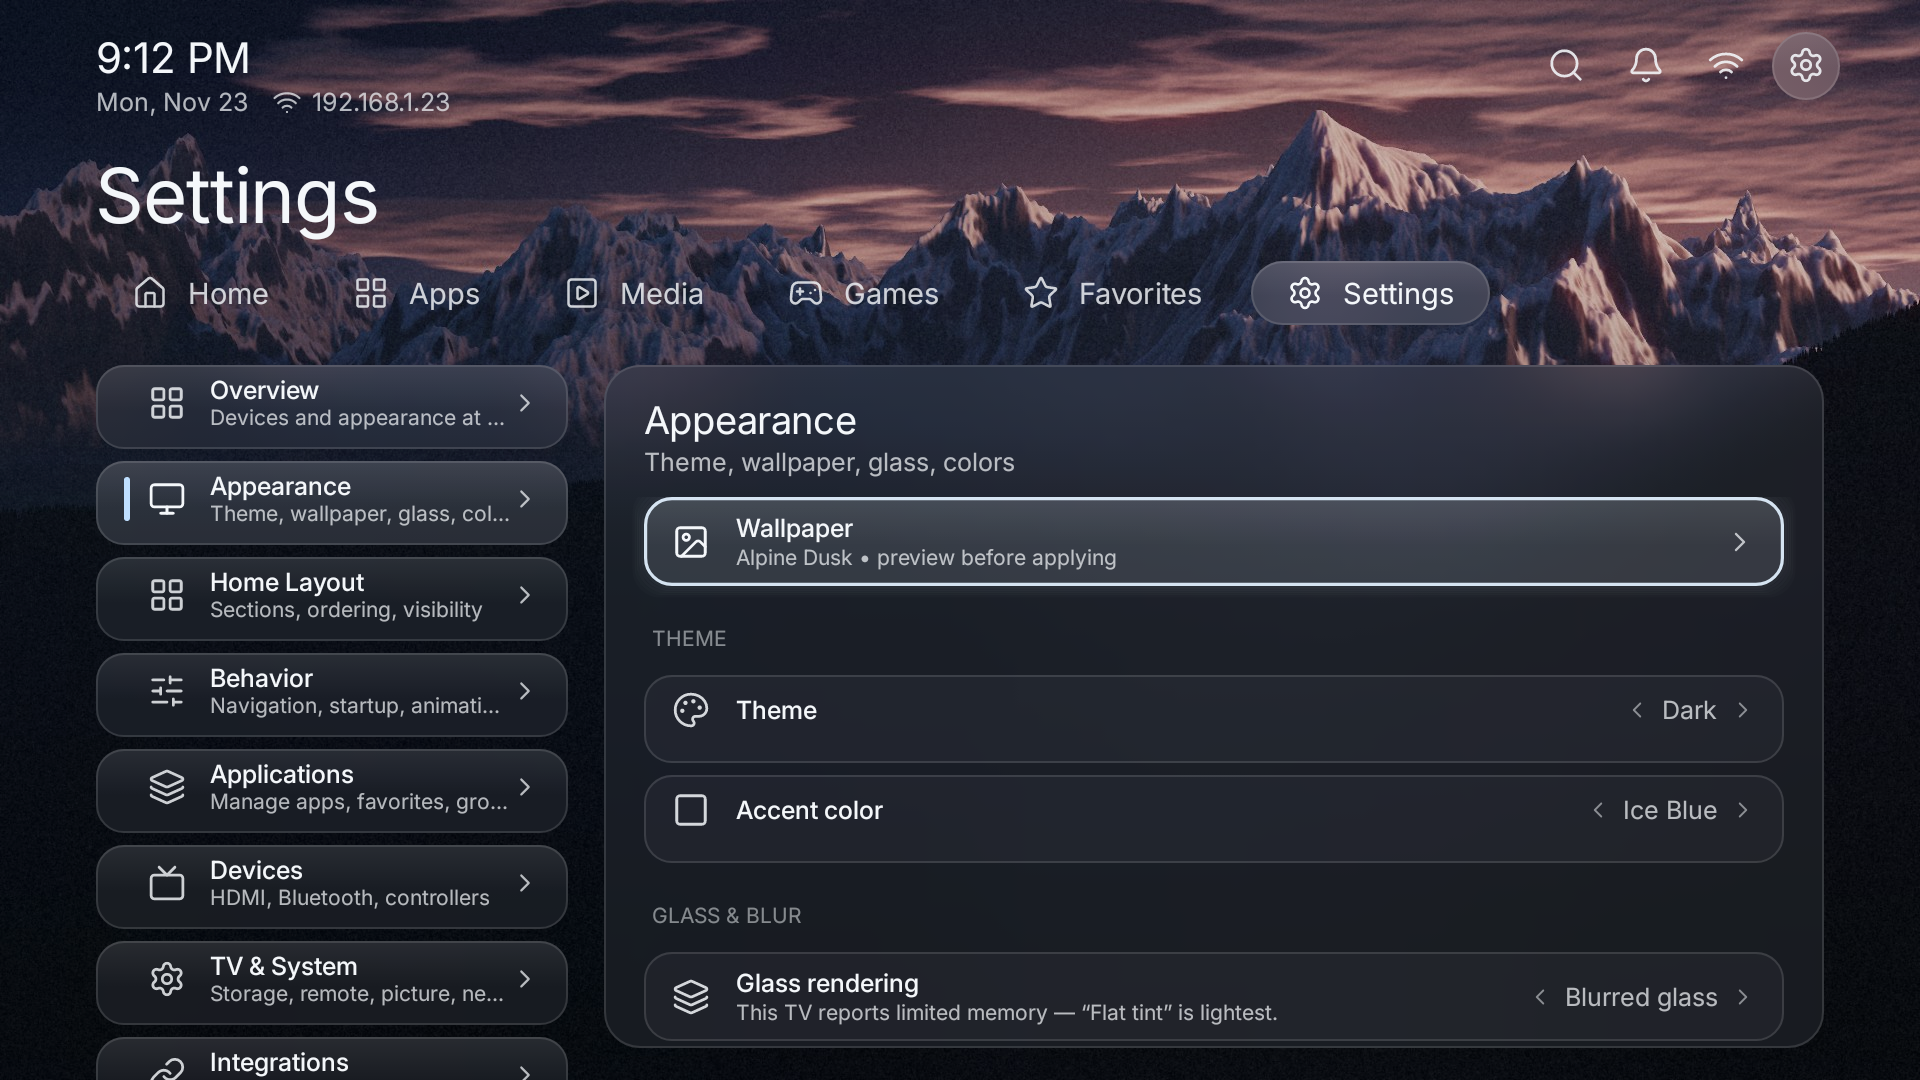 9:12 PM
Mon, Nov 23 192.168.1.23
Settings
Home Apps Media Games Favorites Settings
Overview
Devices and appearance at ...
Appearance
Theme, wallpaper, glass, col...
Home Layout
Sections, ordering, visibility
Behavior
Navigation, startup, animati...
Applications
Manage apps, favorites, gro...
Devices
HDMI, Bluetooth, controllers
TV & System
Storage, remote, picture, ne...
Integrations
Appearance
Theme, wallpaper, glass, colors
Wallpaper
Alpine Dusk • preview before applying
THEME
Theme Dark
Accent color Ice Blue
GLASS & BLUR
Glass rendering
This TV reports limited memory — “Flat tint” is lightest.
Blurred glass